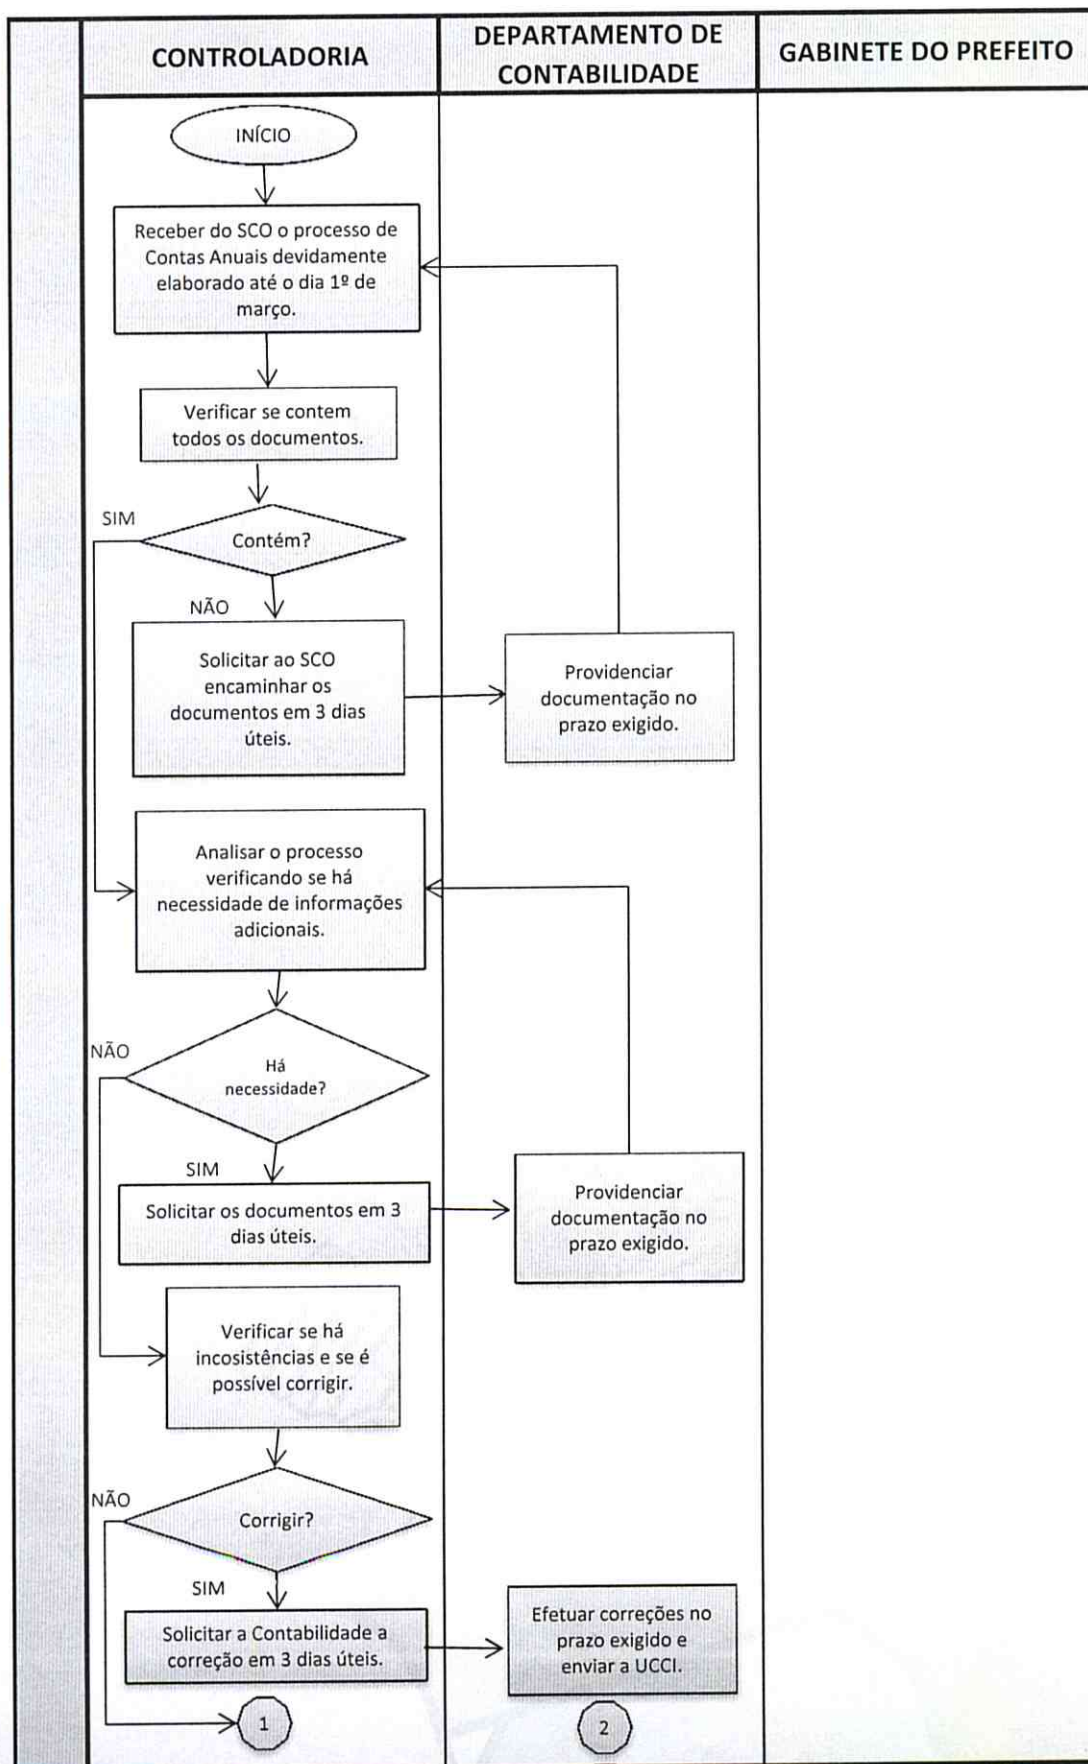 CONTROLADORIA
DEPARTAMENTO DE
CONTABILIDADE
GABINETE DO PREFEITO
INÍCIO
Receber do SCO o processo de
Contas Anuais devidamente
elaborado até o dia 1º de
março.
Verificar se contem
todos os documentos.
SIM
Contém?
NÃO
Solicitar ao SCO
encaminhar os
documentos em 3 dias
úteis.
Providenciar
documentação no
prazo exigido.
Analisar o processo
verificando se há
necessidade de informações
adicionais.
NÃO
Há
necessidade?
SIM
Solicitar os documentos em 3
dias úteis.
Providenciar
documentação no
prazo exigido.
Verificar se há
incosistências e se é
possível corrigir.
NÃO
Corrigir?
SIM
Solicitar a Contabilidade a
correção em 3 dias úteis.
Efetuar correções no
prazo exigido e
enviar a UCCI.
1
2